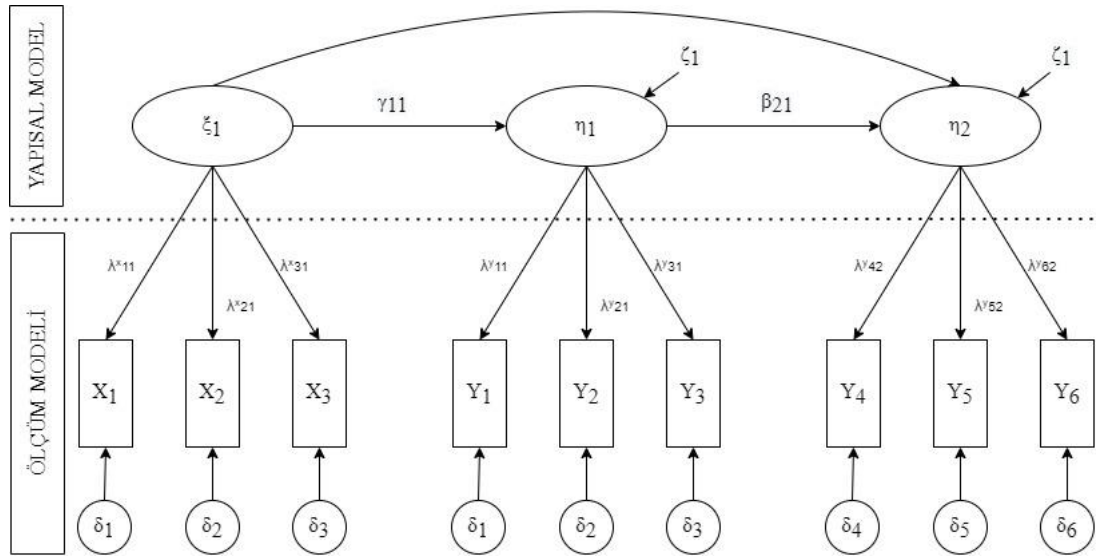 YAPISAL MODEL
ζ1 ζ1
ξ1 γ11 η1 β21 η2
ÖLÇÜM MODELİ
λx11 λx21 λx31 λy11 λy21 λy31 λy42 λy52 λy62
X1 X2 X3 Y1 Y2 Y3 Y4 Y5 Y6
δ1 δ2 δ3 δ1 δ2 δ3 δ4 δ5 δ6